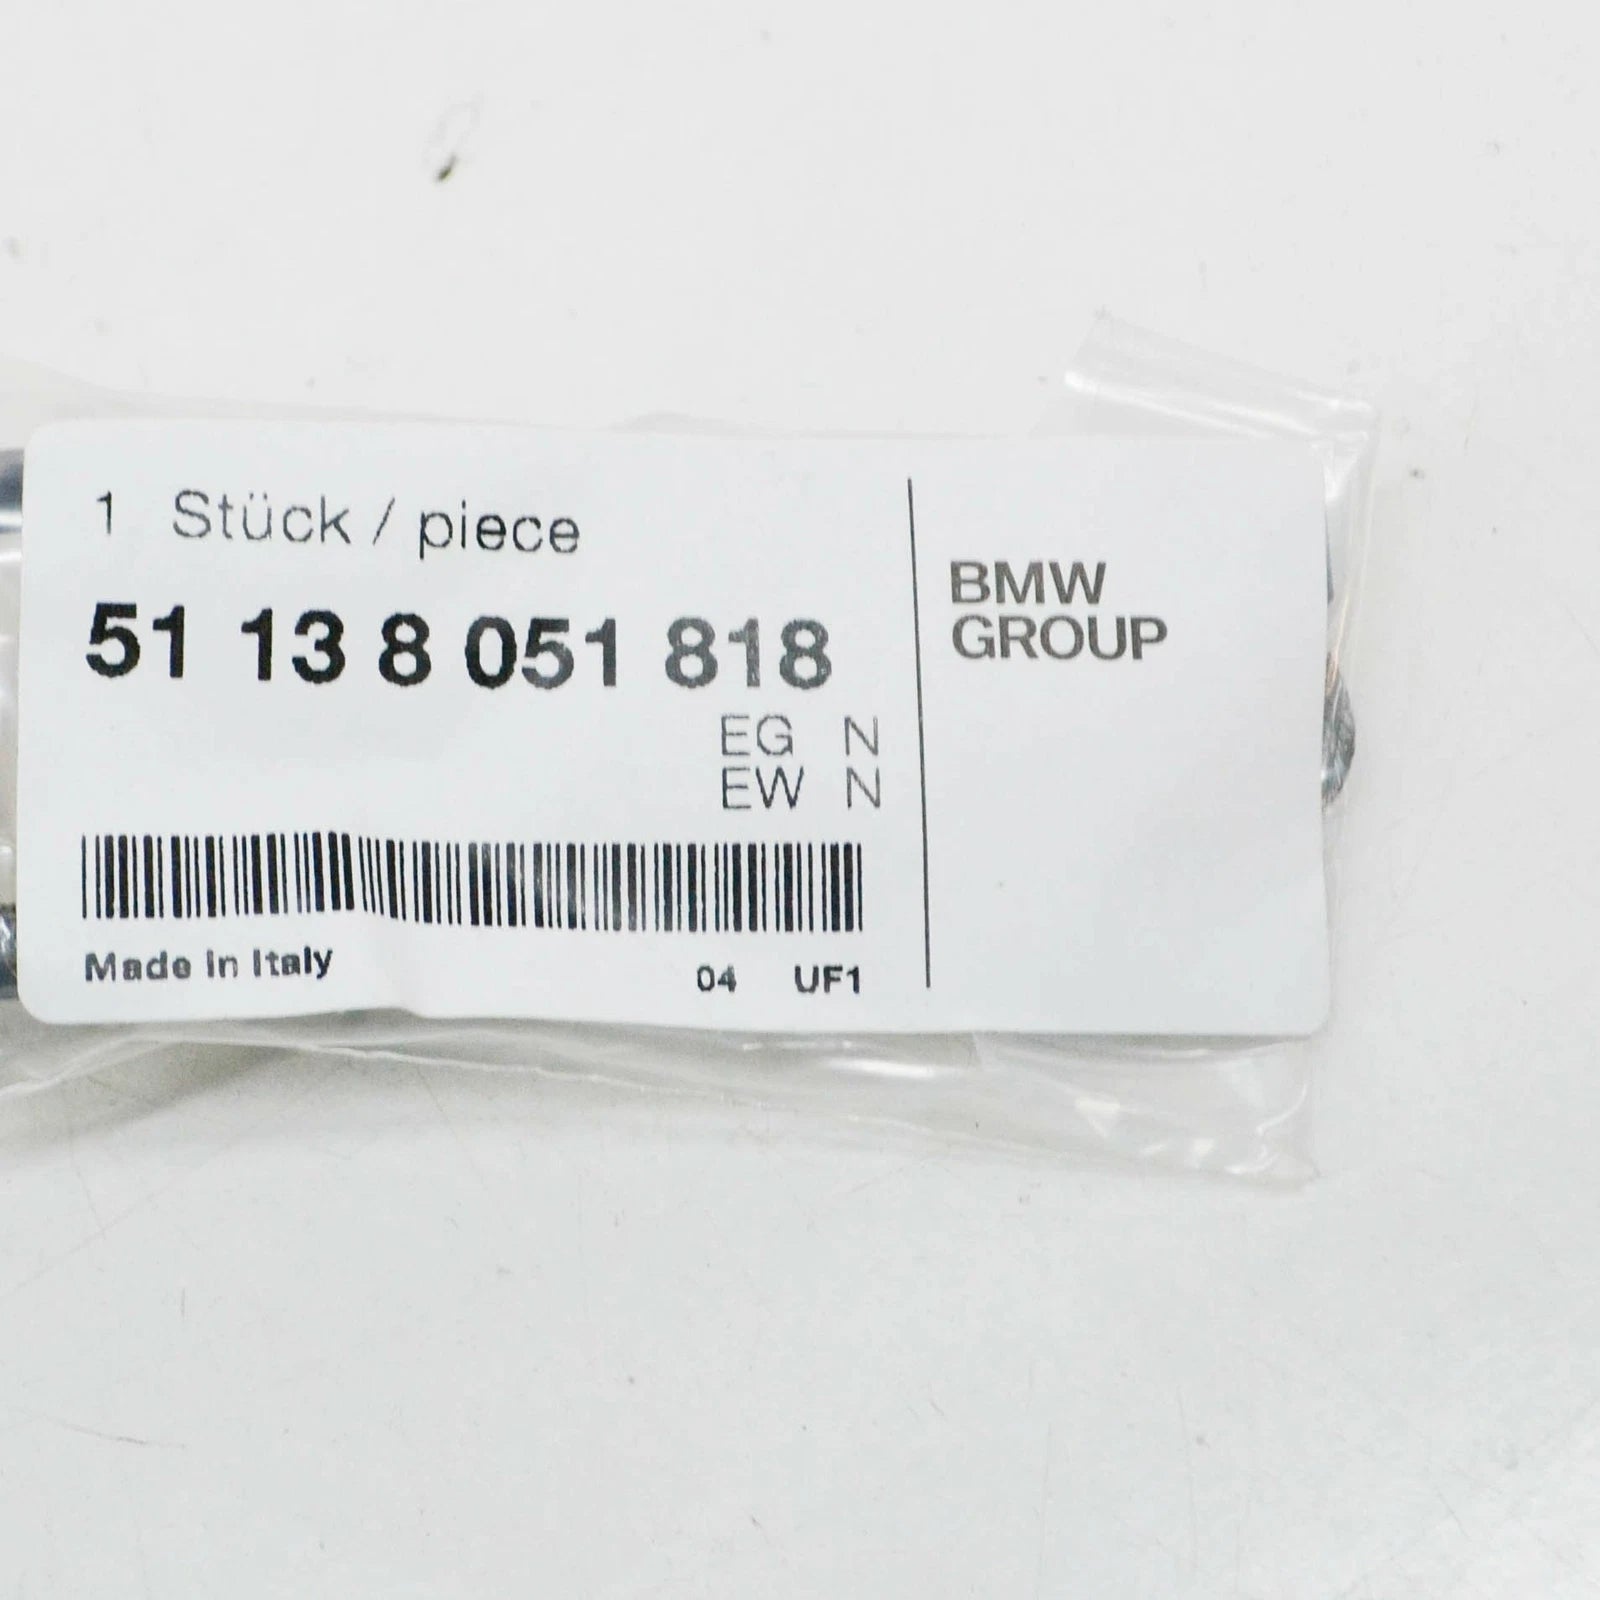 1 Stück / piece
51 13 8 051 818
EG N
EW N
Made in Italy
04 UF1
BMW
GROUP